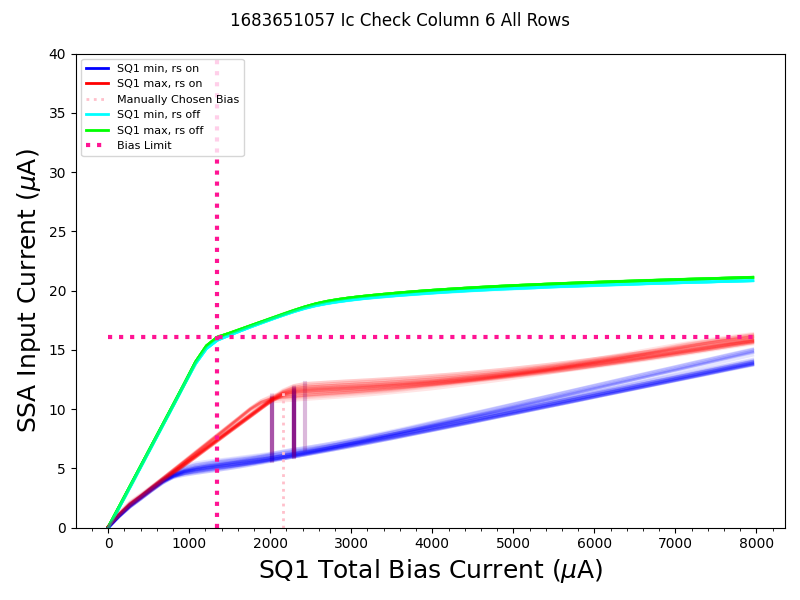 1683651057 Ic Check Column 6 All Rows
40
35
30
25
20
15
10
5
0
SSA Input Current (μA)
SQ1 min, rs on
SQ1 max, rs on
Manually Chosen Bias
SQ1 min, rs off
SQ1 max, rs off
Bias Limit
0 1000 2000 3000 4000 5000 6000 7000 8000
SQ1 Total Bias Current (μA)